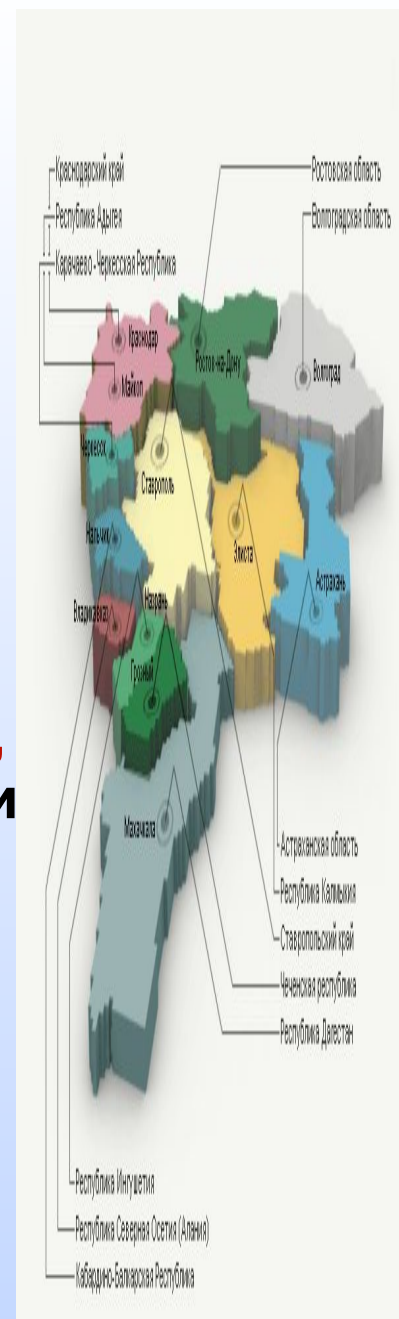 Краснодарский край
Республика Адыгея
Карачаево-Черкесская Республика
Ростовская область
Волгоградская область
Краснодар
Майкоп
Ростов-на-Дону
Волгоград
Черкесск
Ставрополь
Нальчик
Элиста
Астрахань
Владикавказ
Назрань
Грозный
,
и
Махачкала
Астраханская область
Республика Калмыкия
Ставропольский край
Чеченская республика
Республика Дагестан
Республика Ингушетия
Республика Северная Осетия (Алания)
Кабардино-Балкарская Республика